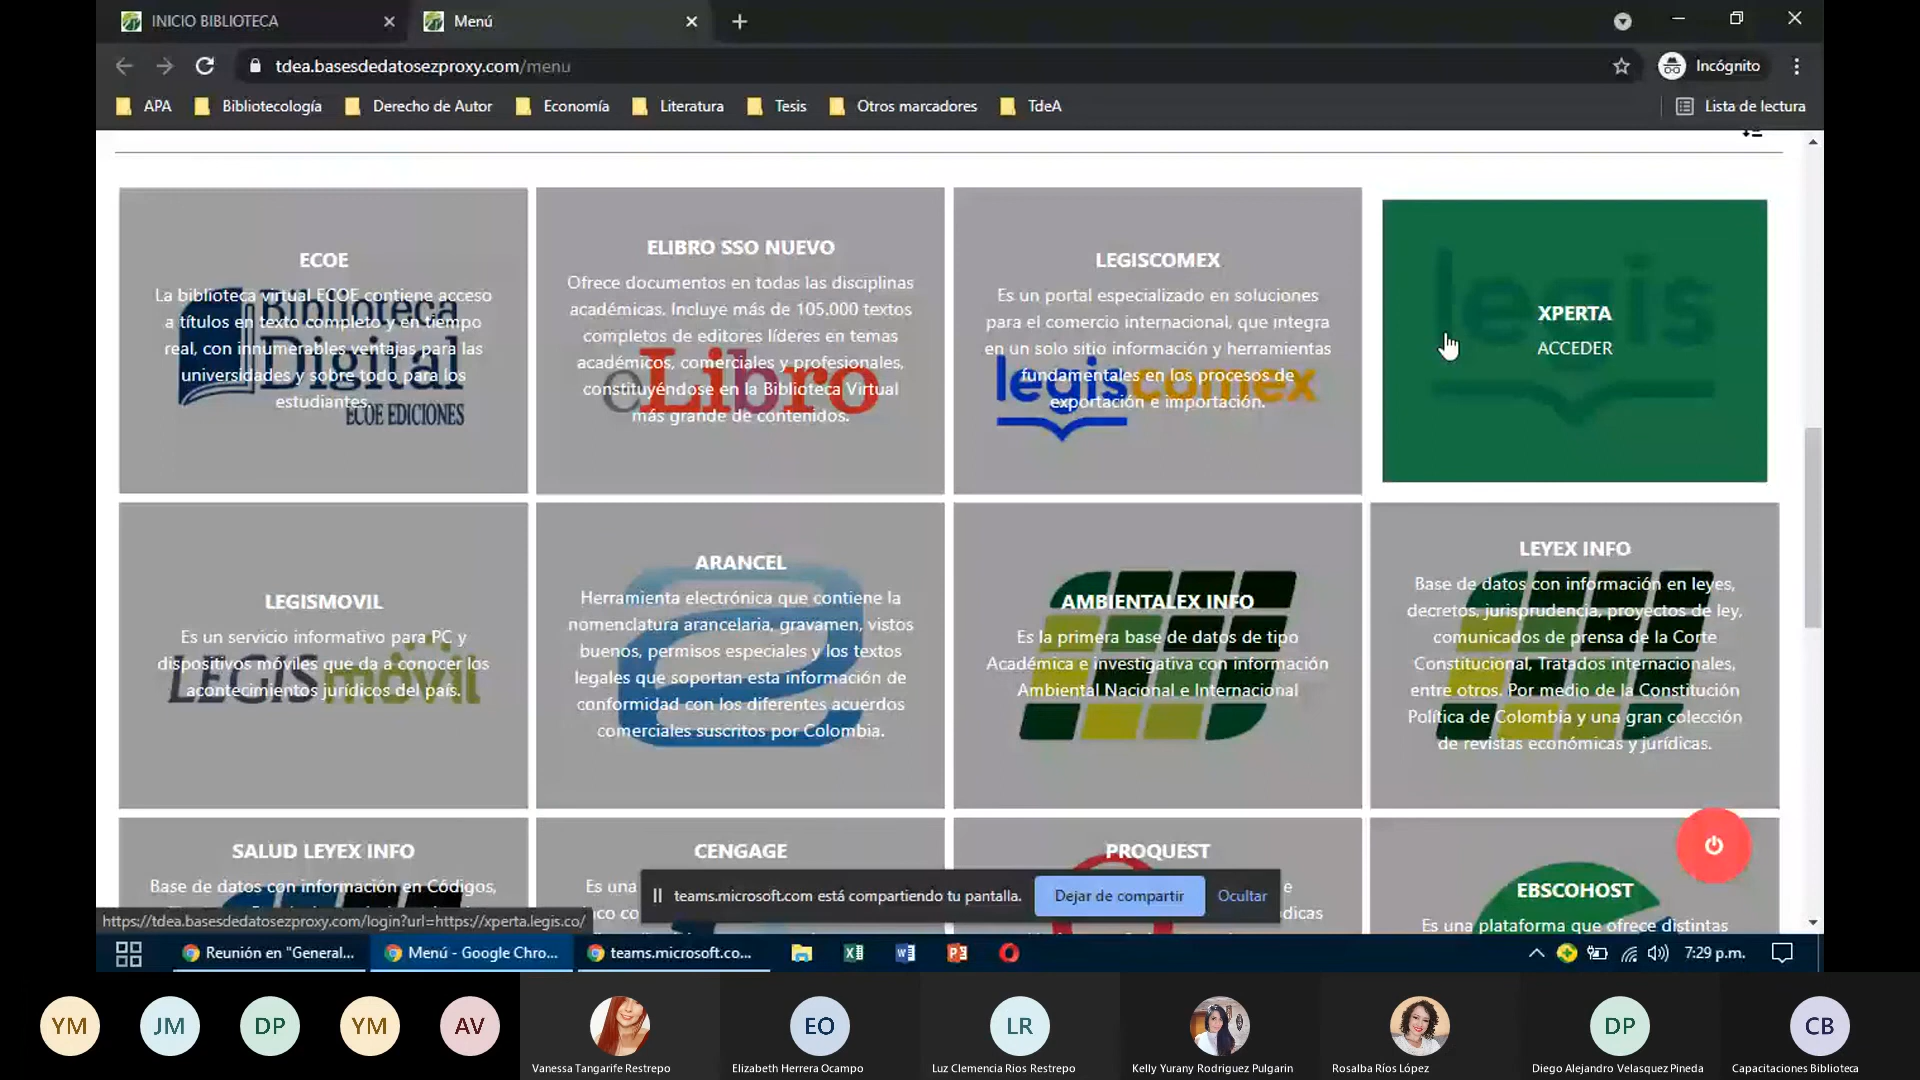 INICIO BIBLIOTECA
Menú
tdea.basesdedatosezproxy.com/menu
Incógnito
APA
Bibliotecología
Derecho de Autor
Economía
Literatura
Tesis
Otros marcadores
TdeA
Lista de lectura
ECOE
La biblioteca virtual ECOE contiene acceso
a títulos en texto completo y en tiempo
real, con innumerables ventajas para las
universidades y sobre todo para los
estudiantes.
Biblioteca
Digital
ECOE EDICIONES
ELIBRO SSO NUEVO
Ofrece documentos en todas las disciplinas
académicas. Incluye más de 105.000 textos
completos de editores líderes en temas
académicos, comerciales y profesionales,
constituyéndose en la Biblioteca Virtual
más grande de contenidos.
eLibro
LEGISCOMEX
Es un portal especializado en soluciones
para el comercio internacional, que integra
en un solo sitio información y herramientas
fundamentales en los procesos de
exportación e importación.
legiscomex
legis
XPERTA
ACCEDER
LEGISMOVIL
Es un servicio informativo para PC y
dispositivos móviles que da a conocer los
acontecimientos jurídicos del país.
LEGISmóvil
ARANCEL
Herramienta electrónica que contiene la
nomenclatura arancelaria, gravamen, vistos
buenos, permisos especiales y los textos
legales que soportan esta información de
conformidad con los diferentes acuerdos
comerciales suscritos por Colombia.
AMBIENTALEX INFO
Es la primera base de datos de tipo
Académica e investigativa con información
Ambiental Nacional e Internacional
LEYEX INFO
Base de datos con información en leyes,
decretos, jurisprudencia, proyectos de ley,
comunicados de prensa de la Corte
Constitucional, Tratados internacionales,
entre otros. Por medio de la Constitución
Política de Colombia y una gran colección
de revistas económicas y jurídicas.
SALUD LEYEX INFO
Base de datos con información en Códigos,
CENGAGE
Es una
PROQUEST
EBSCOHOST
Es una plataforma que ofrece distintas
teams.microsoft.com está compartiendo tu pantalla.
Dejar de compartir
Ocultar
https://tdea.basesdedatosezproxy.com/login?url=https://xperta.legis.co/
Reunión en "General...
Menú - Google Chro...
teams.microsoft.co...
7:29 p.m.
YM
JM
DP
YM
AV
EO
LR
DP
CB
Vanessa Tangarife Restrepo
Elizabeth Herrera Ocampo
Luz Clemencia Rios Restrepo
Kelly Yurany Rodriguez Pulgarin
Rosalba Ríos López
Diego Alejandro Velasquez Pineda
Capacitaciones Biblioteca